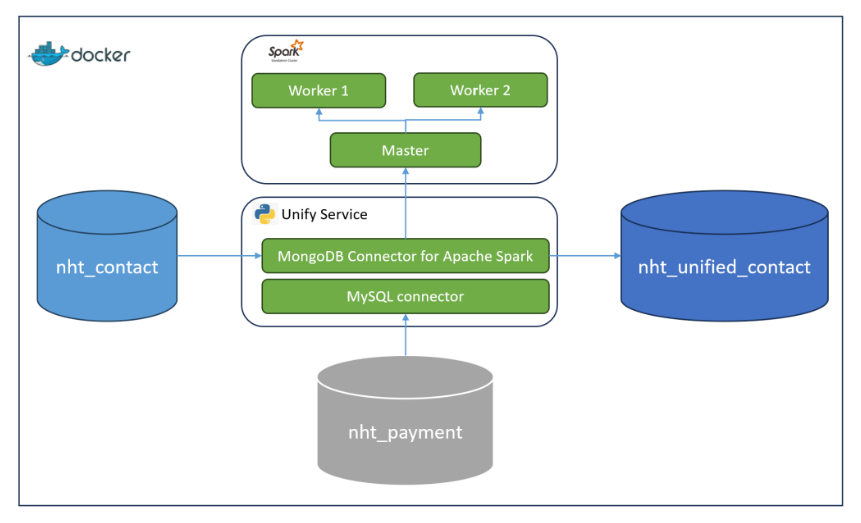 docker
Spark
Standalone Cluster
Worker 1
Worker 2
Master
Unify Service
nht_contact
MongoDB Connector for Apache Spark
nht_unified_contact
MySQL connector
nht_payment